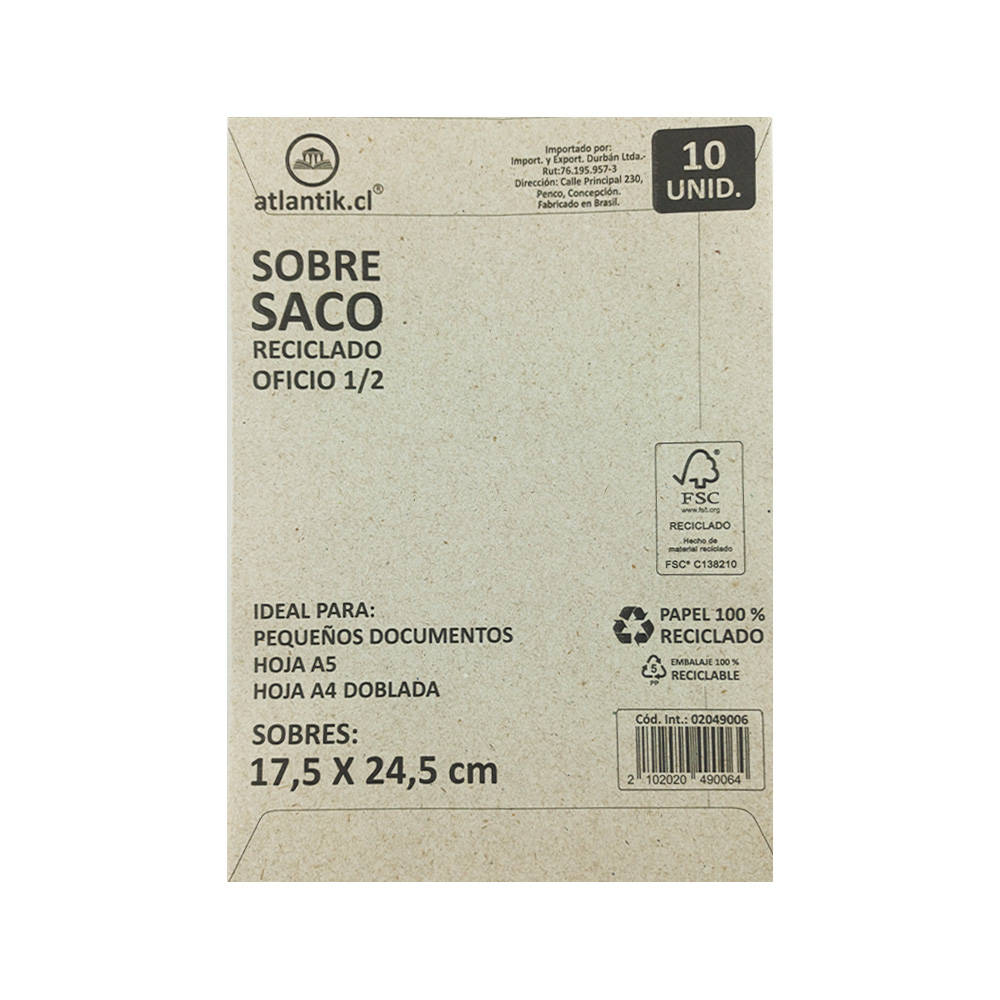 atlantik.cl®
Importado por:
Import. y Export. Durbán Ltda.-
Rut:76.195.957-3
Dirección: Calle Principal 230,
Penco, Concepción.
Fabricado en Brasil.
10
UNID.
SOBRE
SACO
RECICLADO
OFICIO 1/2
FSC®
www.fsc.org
RECICLADO
Hecho de
material reciclado
FSC® C138210
IDEAL PARA:
PEQUEÑOS DOCUMENTOS
HOJA A5
HOJA A4 DOBLADA
PAPEL 100 %
RECICLADO
5
PP
EMBALAJE 100 %
RECICLABLE
SOBRES:
17,5 X 24,5 cm
Cód. Int.: 02049006
2 102020 490064